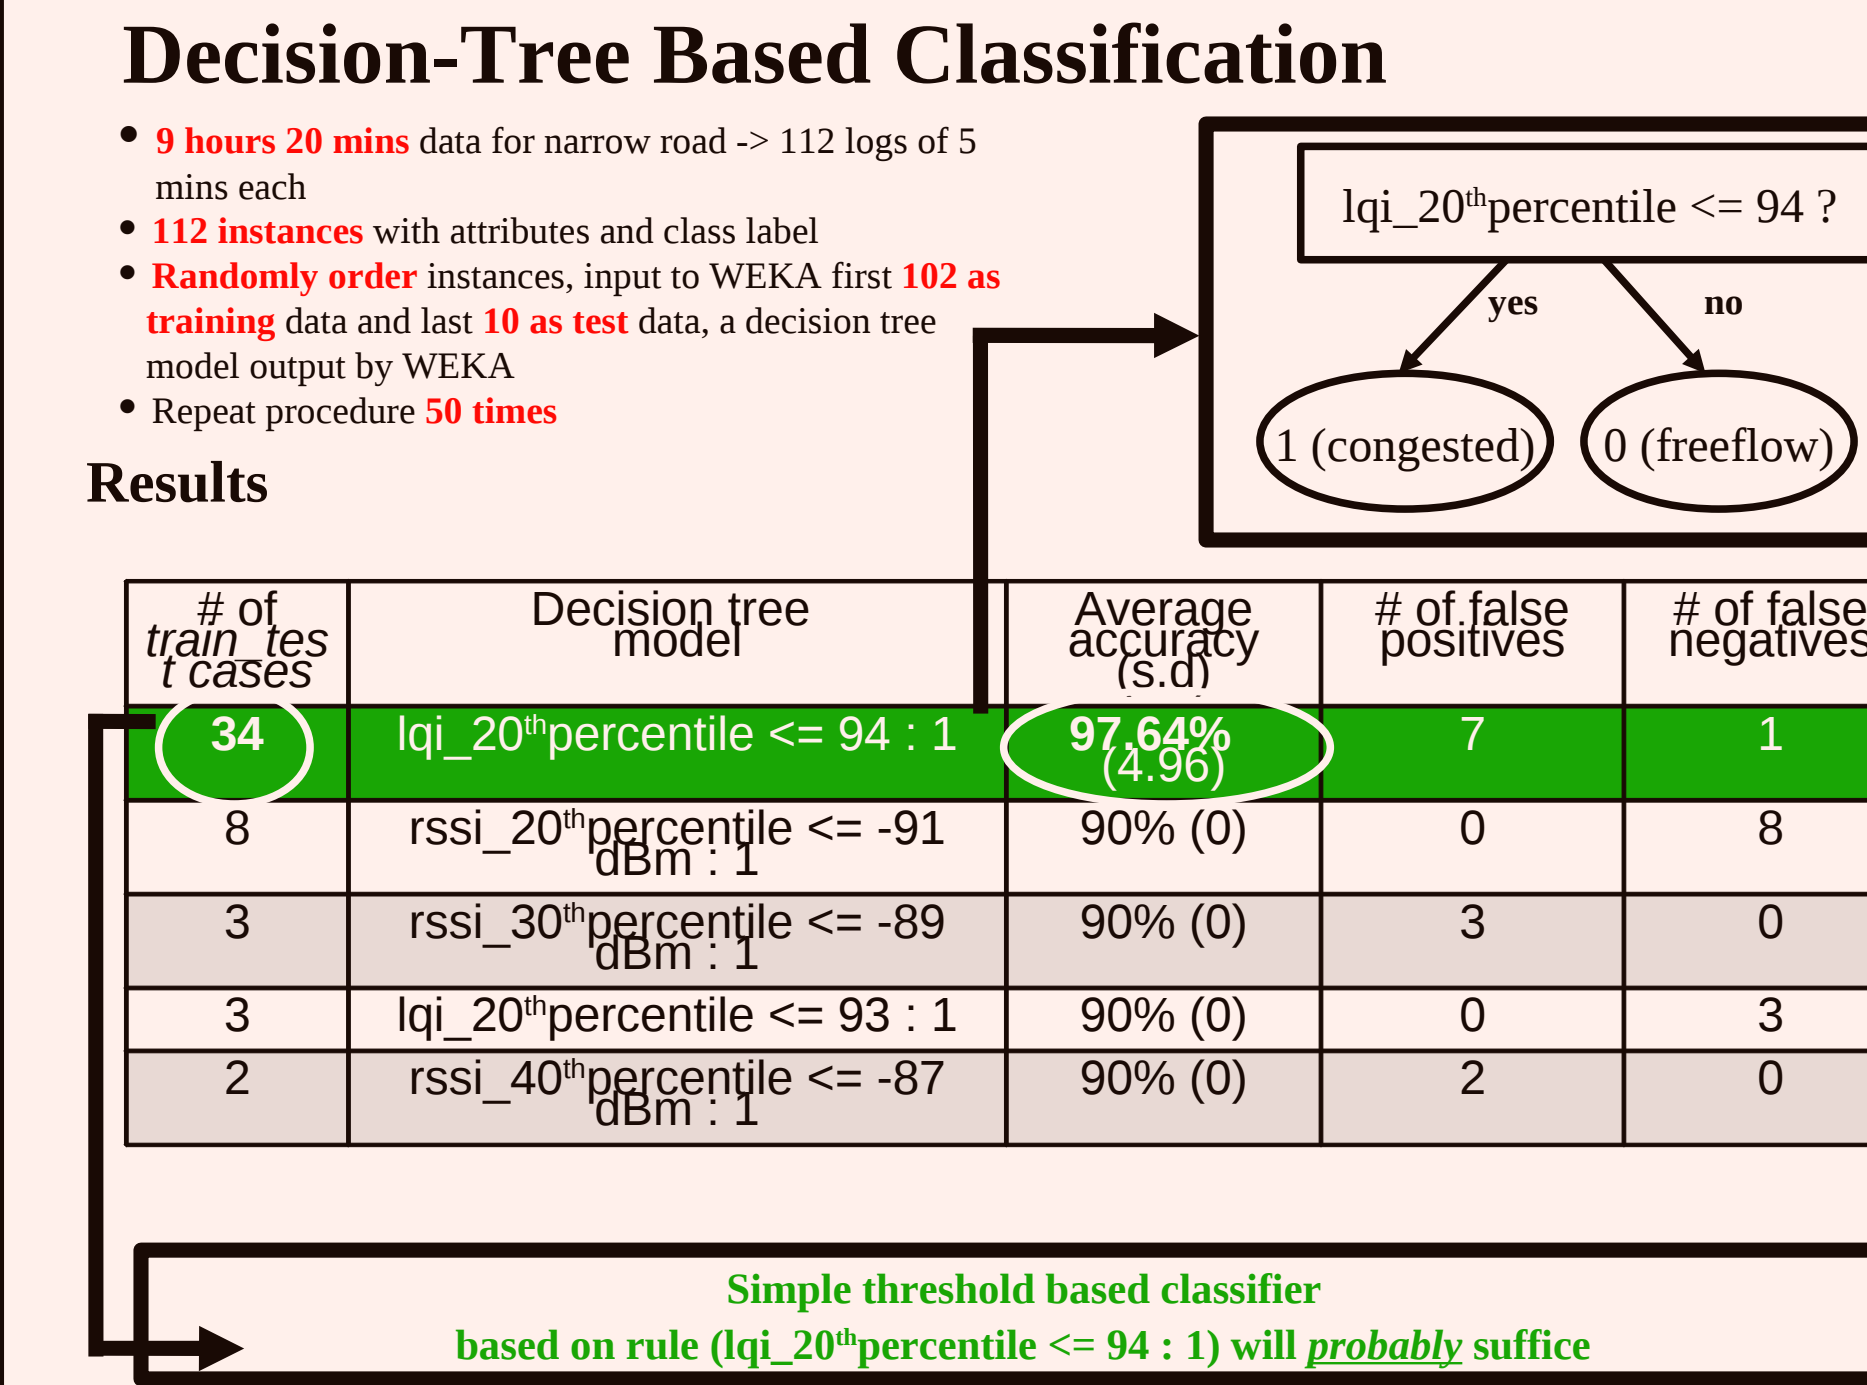 Decision-Tree Based Classification
• 9 hours 20 mins data for narrow road -> 112 logs of 5
mins each
• 112 instances with attributes and class label
• Randomly order instances, input to WEKA first 102 as
training data and last 10 as test data, a decision tree
model output by WEKA
• Repeat procedure 50 times
lqi_20thpercentile <= 94 ?
yes no
1 (congested) 0 (freeflow)
Results
# of
train_tes
t cases
Decision tree
model
Average
accuracy
(s.d)
# of false
positives
# of false
negatives
34 lqi_20thpercentile <= 94 : 1 97.64% 7 1
(4.96)
8 rssi_20thpercentile <= -91 90% (0) 0 8
dBm : 1
3 rssi_30thpercentile <= -89 90% (0) 3 0
dBm : 1
3 lqi_20thpercentile <= 93 : 1 90% (0) 0 3
2 rssi_40thpercentile <= -87 90% (0) 2 0
dBm : 1
Simple threshold based classifier
based on rule (lqi_20thpercentile <= 94 : 1) will probably suffice